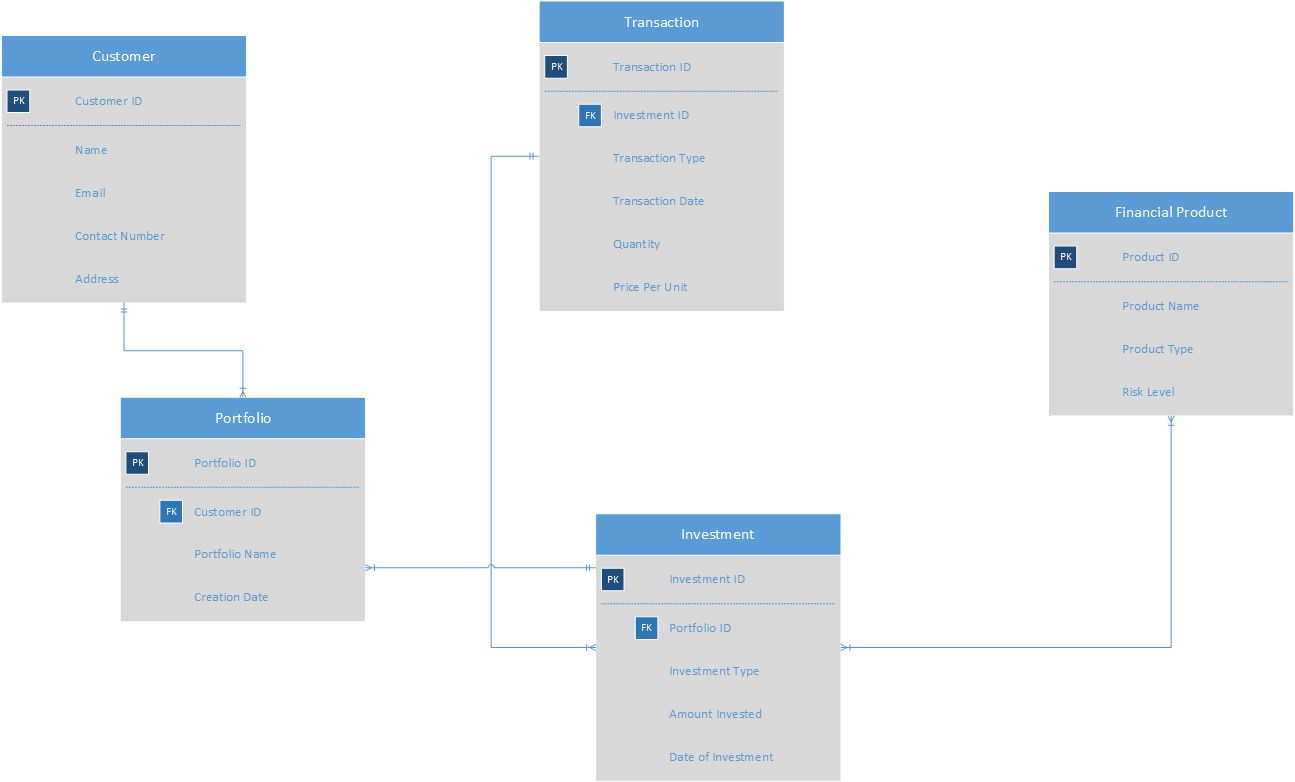 Customer
PK Customer ID
Name
Email
Contact Number
Address
Transaction
PK Transaction ID
FK Investment ID
Transaction Type
Transaction Date
Quantity
Price Per Unit
Financial Product
PK Product ID
Product Name
Product Type
Risk Level
Portfolio
PK Portfolio ID
FK Customer ID
Portfolio Name
Creation Date
Investment
PK Investment ID
FK Portfolio ID
Investment Type
Amount Invested
Date of Investment